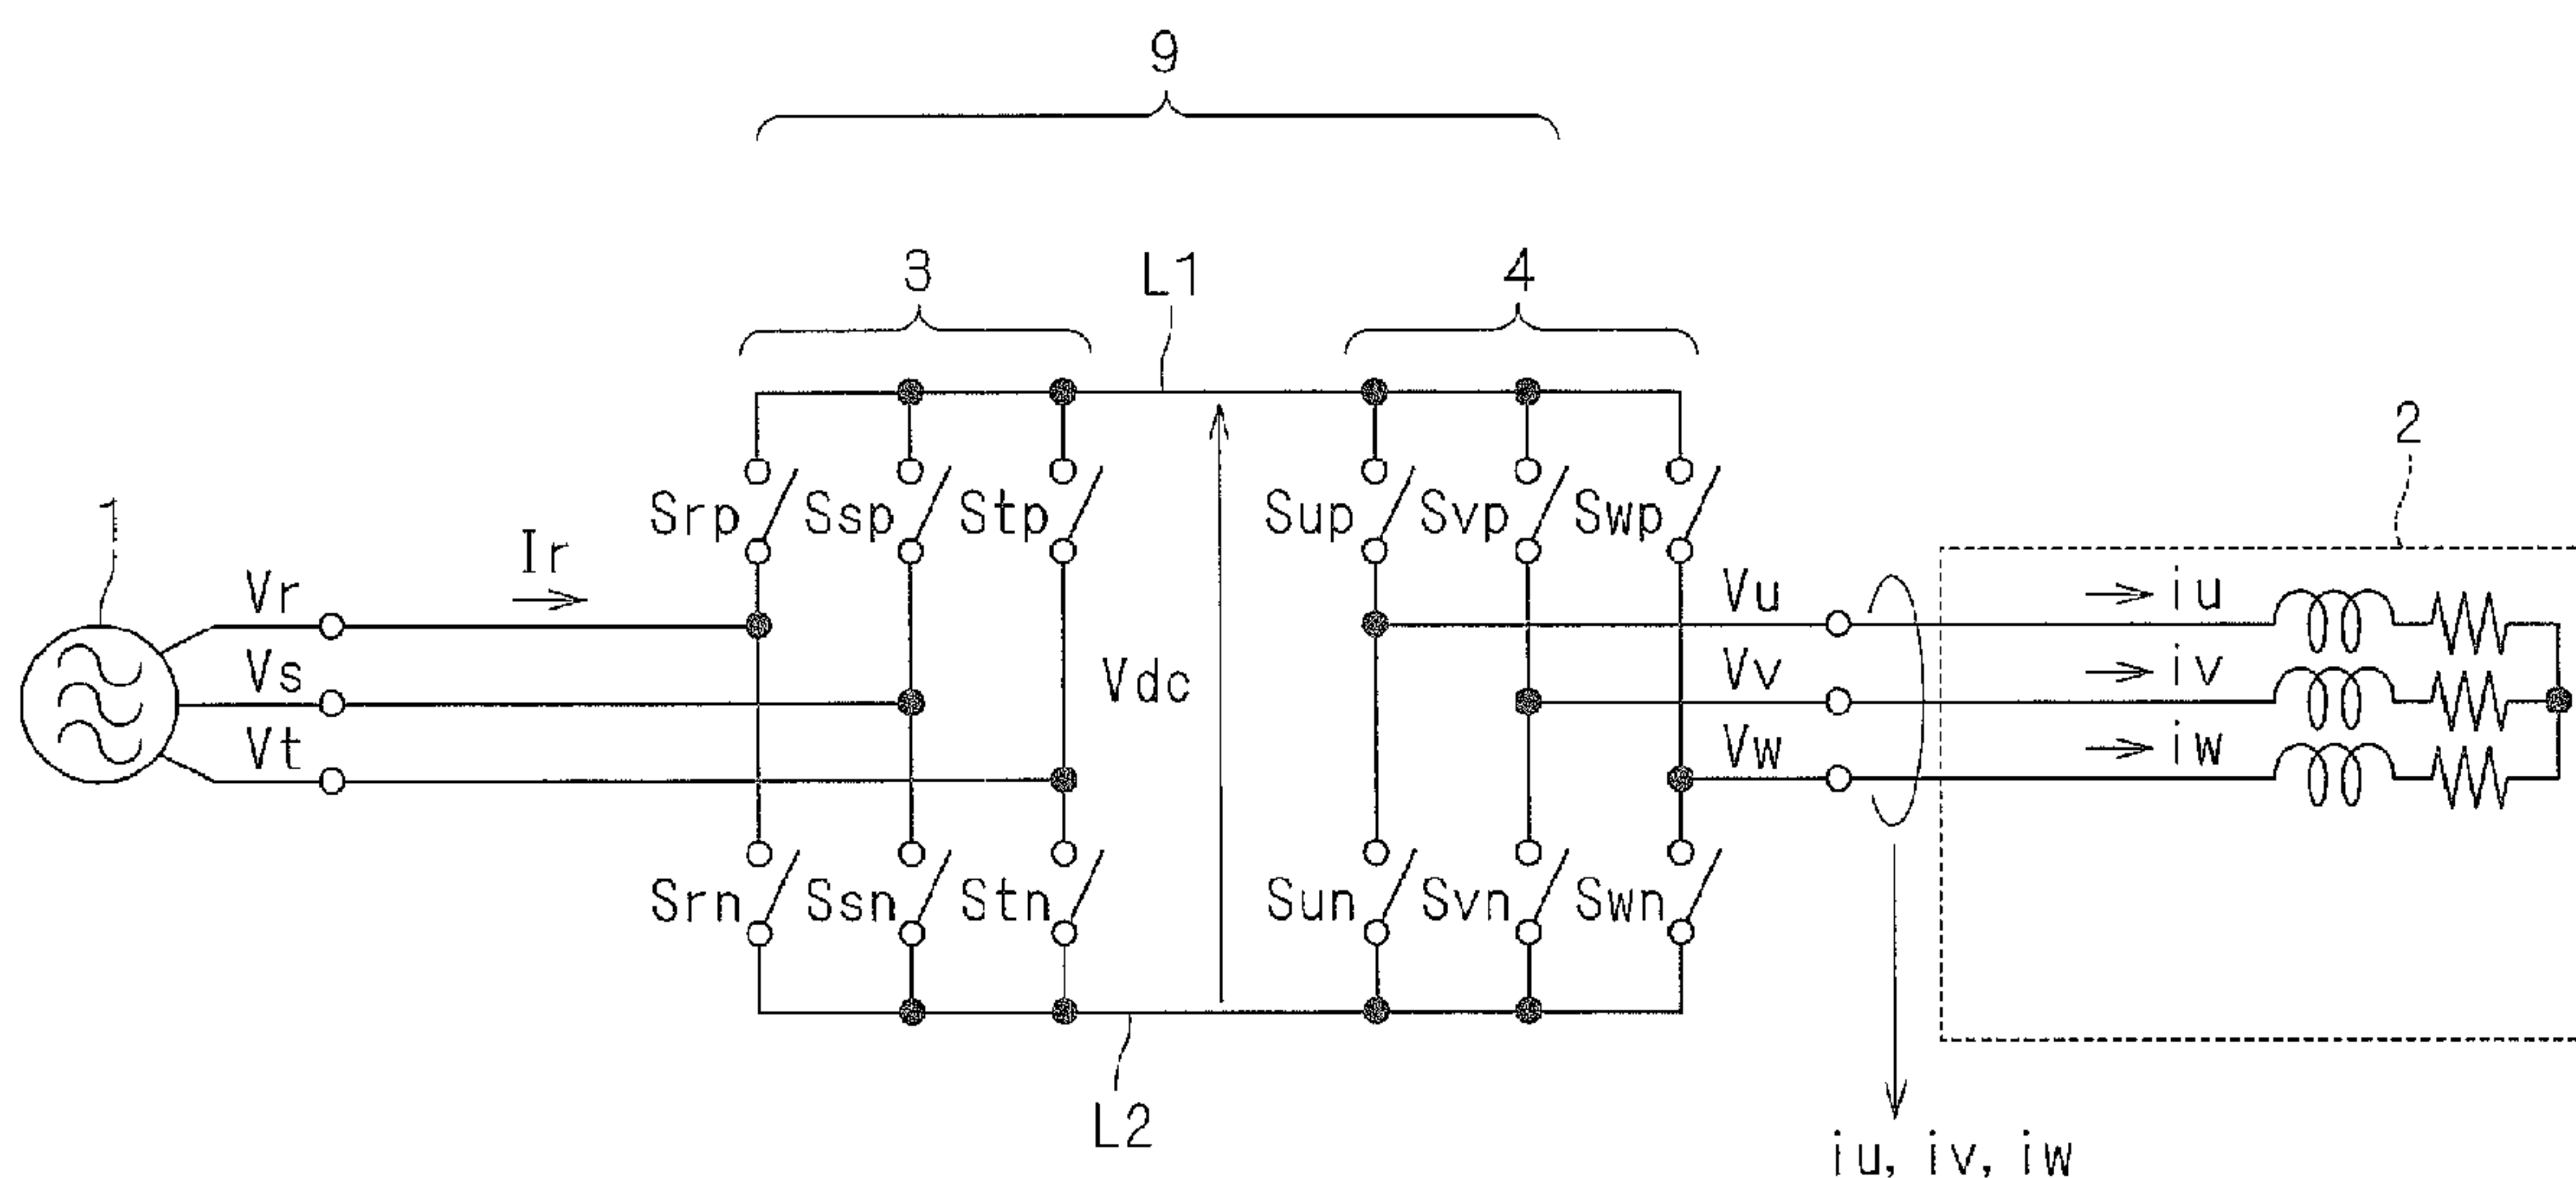 9
3
L1
4
2
1
Srp
Ssp
Stp
Sup
Svp
Swp
Ir
Vr
Vu
iu
Vs
Vdc
Vv
iv
Vt
Vw
iw
Srn
Ssn
Stn
Sun
Svn
Swn
L2
iu, iv, iw